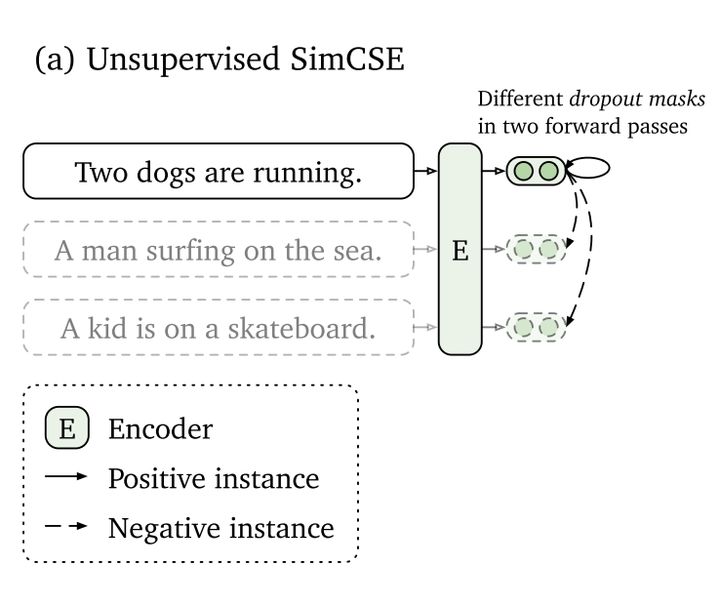 (a) Unsupervised SimCSE
Different dropout masks
in two forward passes
Two dogs are running.
A man surfing on the sea.
E
A kid is on a skateboard.
E Encoder
Positive instance
Negative instance